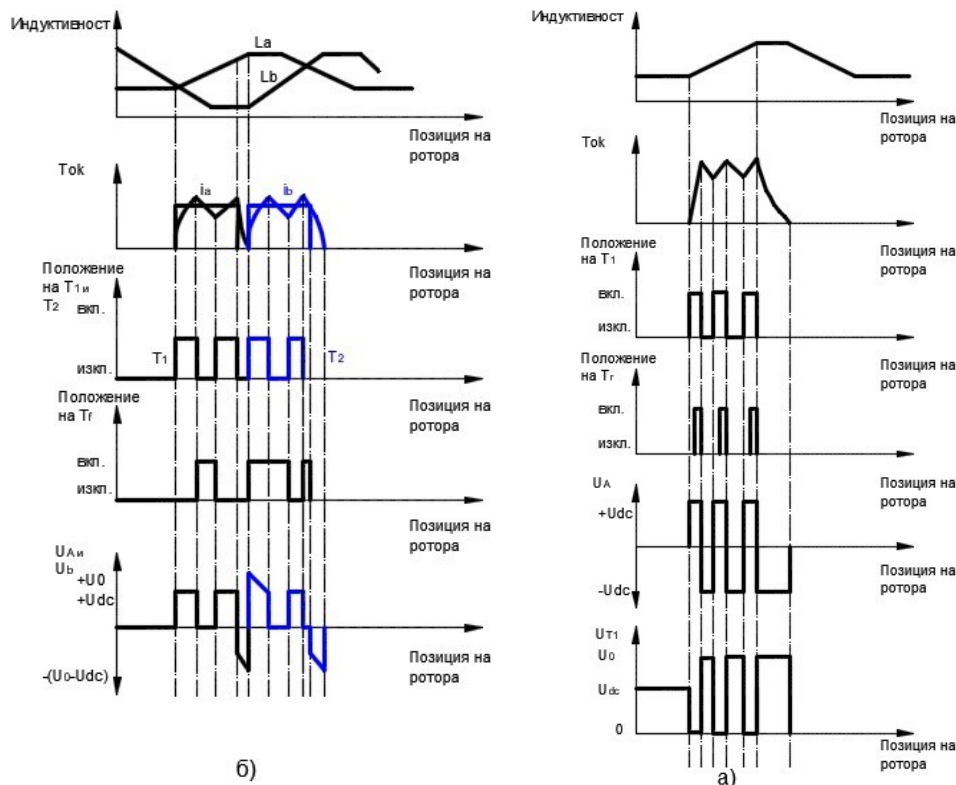 Индуктивност
La
Lb
Позиция на
ротора
Ток
ia
ib
Позиция на
ротора
Положение
на T1 и
T2 вкл.
T1
T2
изкл.
Позиция на
ротора
Положение
на Tf
вкл.
изкл.
Позиция на
ротора
UA и
Ub
+U0
+Udc
Позиция на
ротора
-(U0-Udc)
б)
Индуктивност
Позиция на
ротора
Ток
Позиция на
ротора
Положение
на T1
вкл.
изкл.
Позиция на
ротора
Положение
на Tr
вкл.
изкл.
Позиция на
ротора
UA
+Udc
Позиция на
ротора
-Udc
UT1
U0
Udc
0
Позиция на
ротора
а)